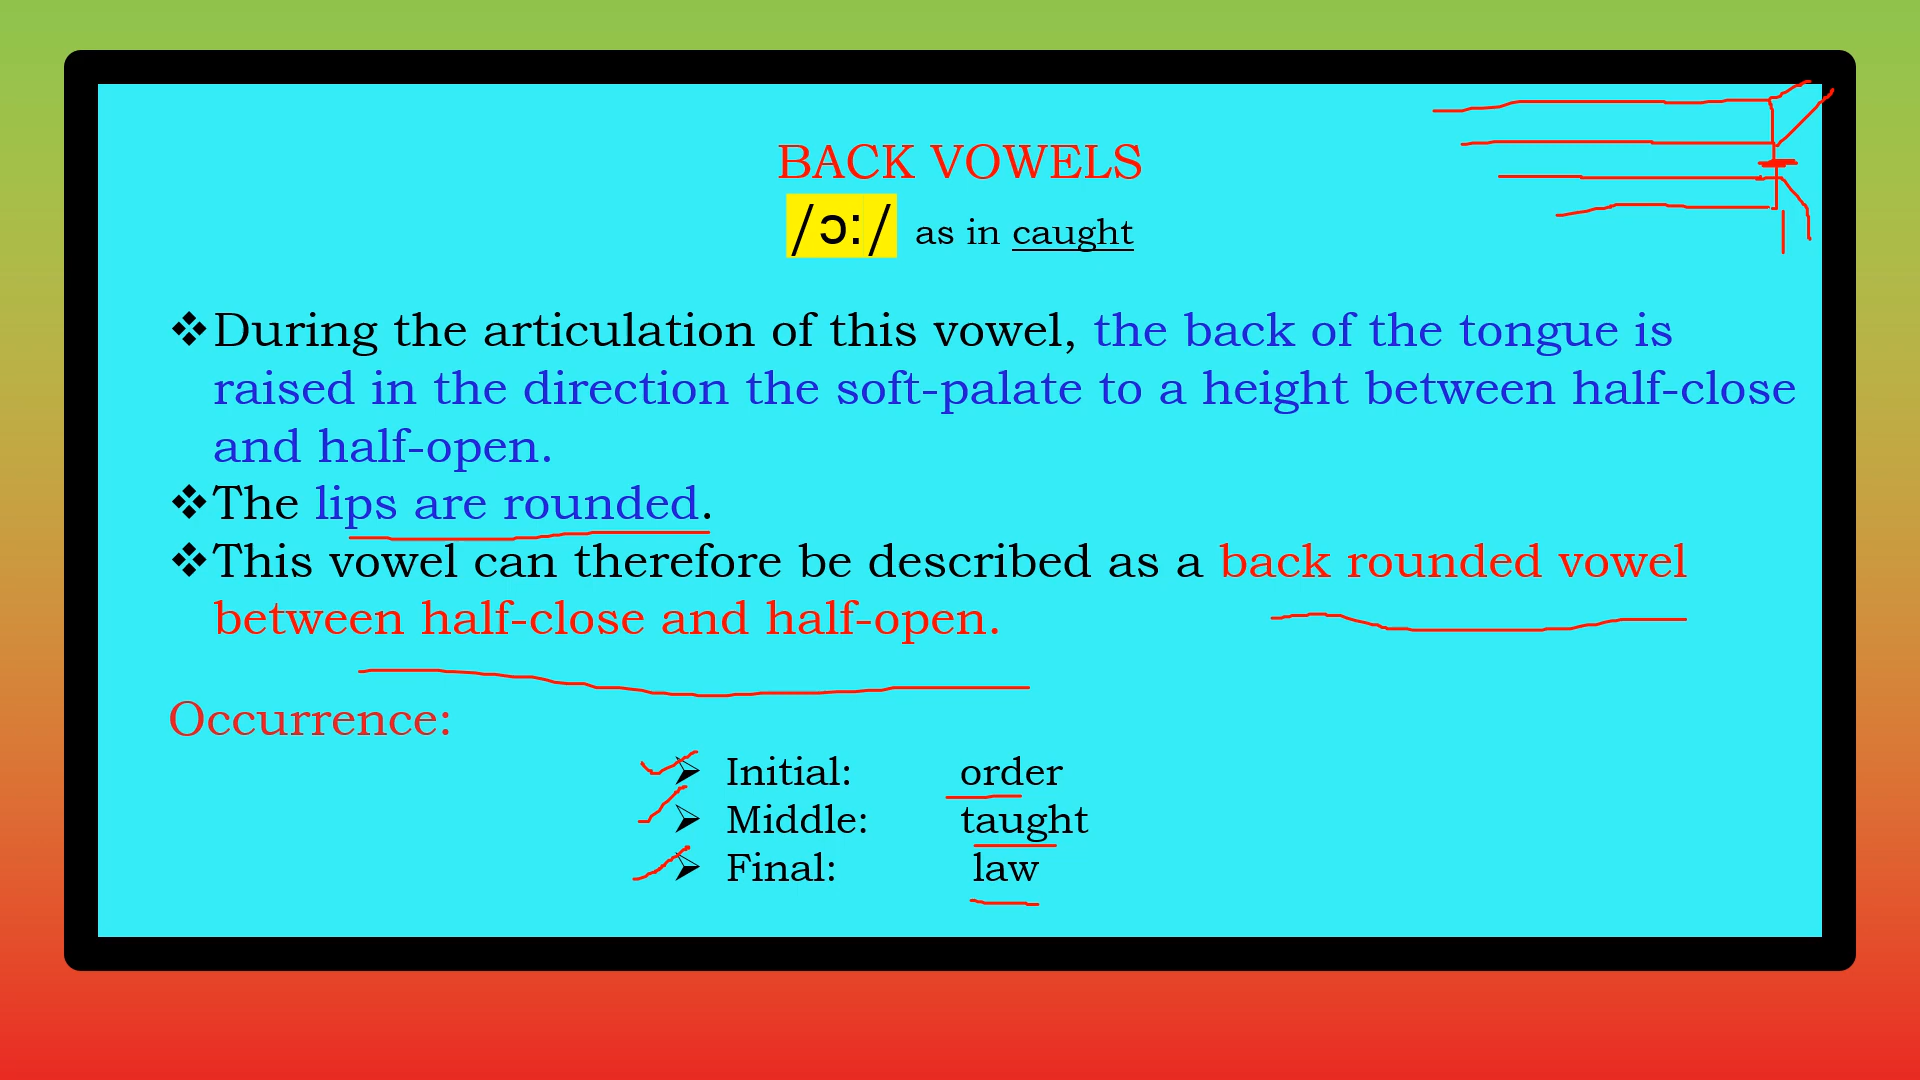 BACK VOWELS
/ɔ:/ as in caught
❖During the articulation of this vowel, the back of the tongue is
raised in the direction the soft-palate to a height between half-close
and half-open.
❖The lips are rounded.
❖This vowel can therefore be described as a back rounded vowel
between half-close and half-open.
Occurrence:
➢ Initial: order
➢ Middle: taught
➢ Final: law